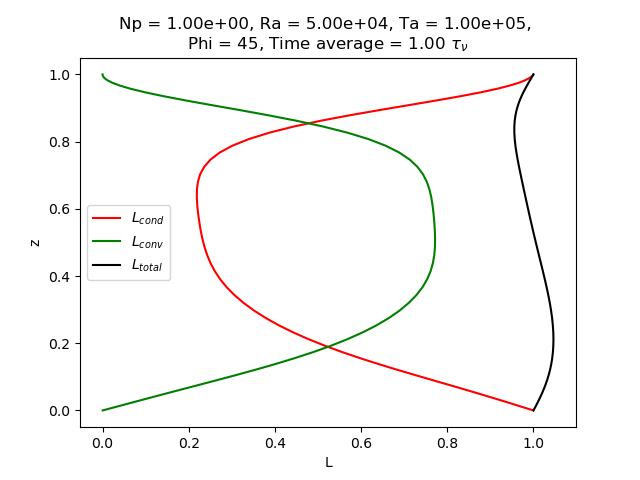 Np = 1.00e+00, Ra = 5.00e+04, Ta = 1.00e+05,
Phi = 45, Time average = 1.00 τ_ν
1.0
0.8
0.6
0.4
0.2
0.0
z
L_cond
L_conv
L_total
0.0 0.2 0.4 0.6 0.8 1.0
L